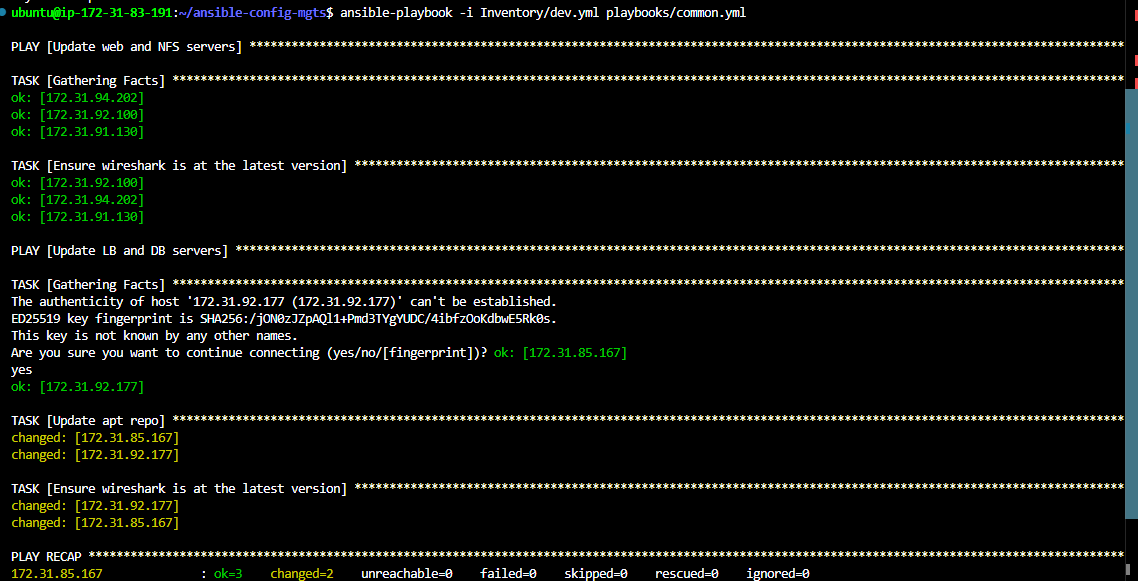 ubuntu@ip-172-31-83-191:~/ansible-config-mgts$ ansible-playbook -i Inventory/dev.yml playbooks/common.yml
PLAY [Update web and NFS servers] *****************************************************************************************************************************
TASK [Gathering Facts] ****************************************************************************************************************************************
ok: [172.31.94.202]
ok: [172.31.92.100]
ok: [172.31.91.130]
TASK [Ensure wireshark is at the latest version] **************************************************************************************************************
ok: [172.31.92.100]
ok: [172.31.94.202]
ok: [172.31.91.130]
PLAY [Update LB and DB servers] *******************************************************************************************************************************
TASK [Gathering Facts] ****************************************************************************************************************************************
The authenticity of host '172.31.92.177 (172.31.92.177)' can't be established.
ED25519 key fingerprint is SHA256:/jON0zJZpAQl1+Pmd3TYgYUDC/4ibfzOoKdbwE5Rk0s.
This key is not known by any other names.
Are you sure you want to continue connecting (yes/no/[fingerprint])? ok: [172.31.85.167]
yes
ok: [172.31.92.177]
TASK [Update apt repo] ****************************************************************************************************************************************
changed: [172.31.85.167]
changed: [172.31.92.177]
TASK [Ensure wireshark is at the latest version] **************************************************************************************************************
changed: [172.31.92.177]
changed: [172.31.85.167]
PLAY RECAP ****************************************************************************************************************************************************
172.31.85.167 : ok=3 changed=2 unreachable=0 failed=0 skipped=0 rescued=0 ignored=0